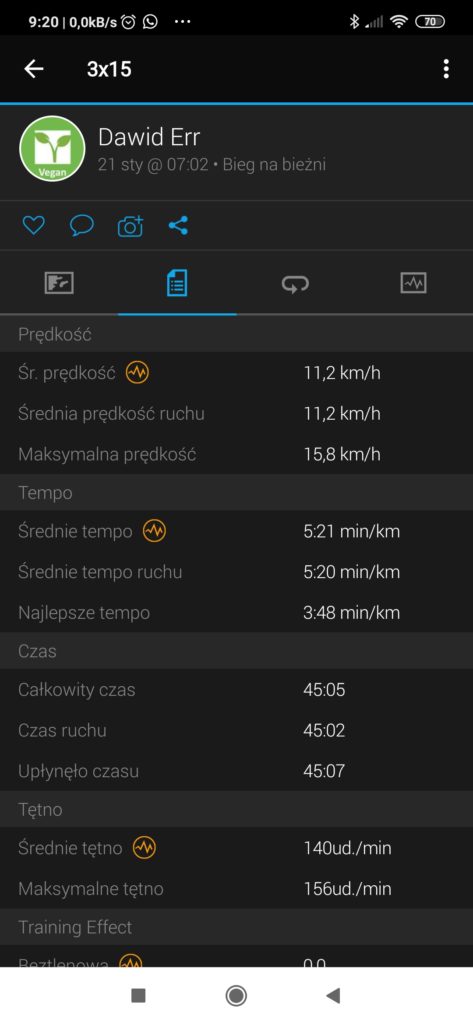 9:20 | 0,0kB/s ... 70
3x15
Vegan
Dawid Err
21 sty @ 07:02 • Bieg na bieżni
Prędkość
Śr. prędkość 11,2 km/h
Średnia prędkość ruchu 11,2 km/h
Maksymalna prędkość 15,8 km/h
Tempo
Średnie tempo 5:21 min/km
Średnie tempo ruchu 5:20 min/km
Najlepsze tempo 3:48 min/km
Czas
Całkowity czas 45:05
Czas ruchu 45:02
Upłynęło czasu 45:07
Tętno
Średnie tętno 140ud./min
Maksymalne tętno 156ud./min
Training Effect
Beztlenowa 0.0